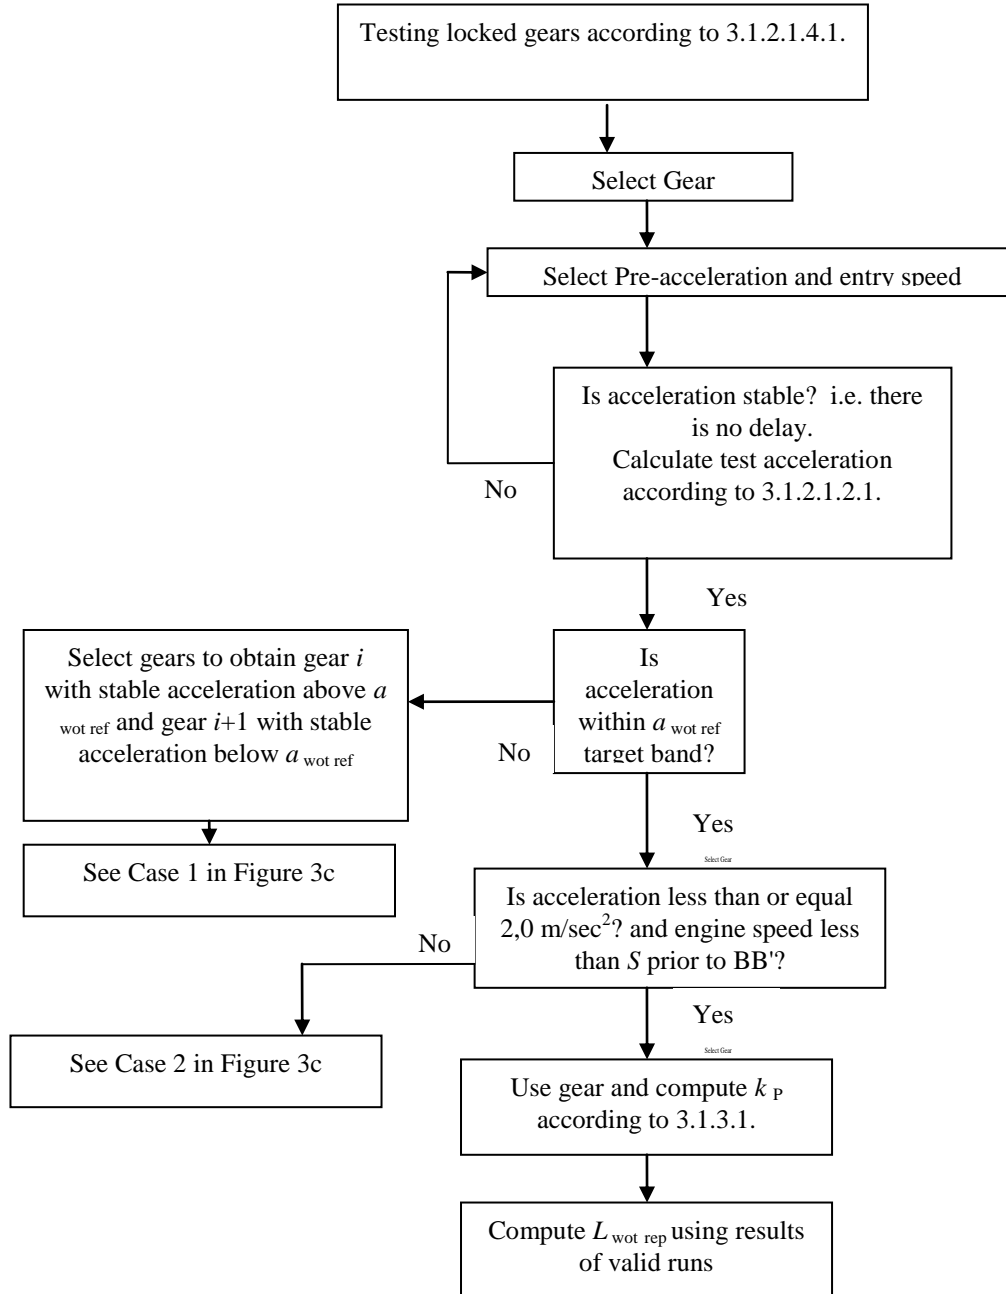 Testing locked gears according to 3.1.2.1.4.1.
Select Gear
Select Pre-acceleration and entry speed
Is acceleration stable?  i.e. there
is no delay.
Calculate test acceleration
according to 3.1.2.1.2.1.
No
Yes
Select gears to obtain gear i
with stable acceleration above a
wot ref and gear i+1 with stable
acceleration below a wot ref
Is
acceleration
within a wot ref
target band?
No
See Case 1 in Figure 3c
Yes
Select Gear
Is acceleration less than or equal
2,0 m/sec²? and engine speed less
than S prior to BB'?
No
See Case 2 in Figure 3c
Yes
Select Gear
Use gear and compute k P
according to 3.1.3.1.
Compute L wot rep using results
of valid runs